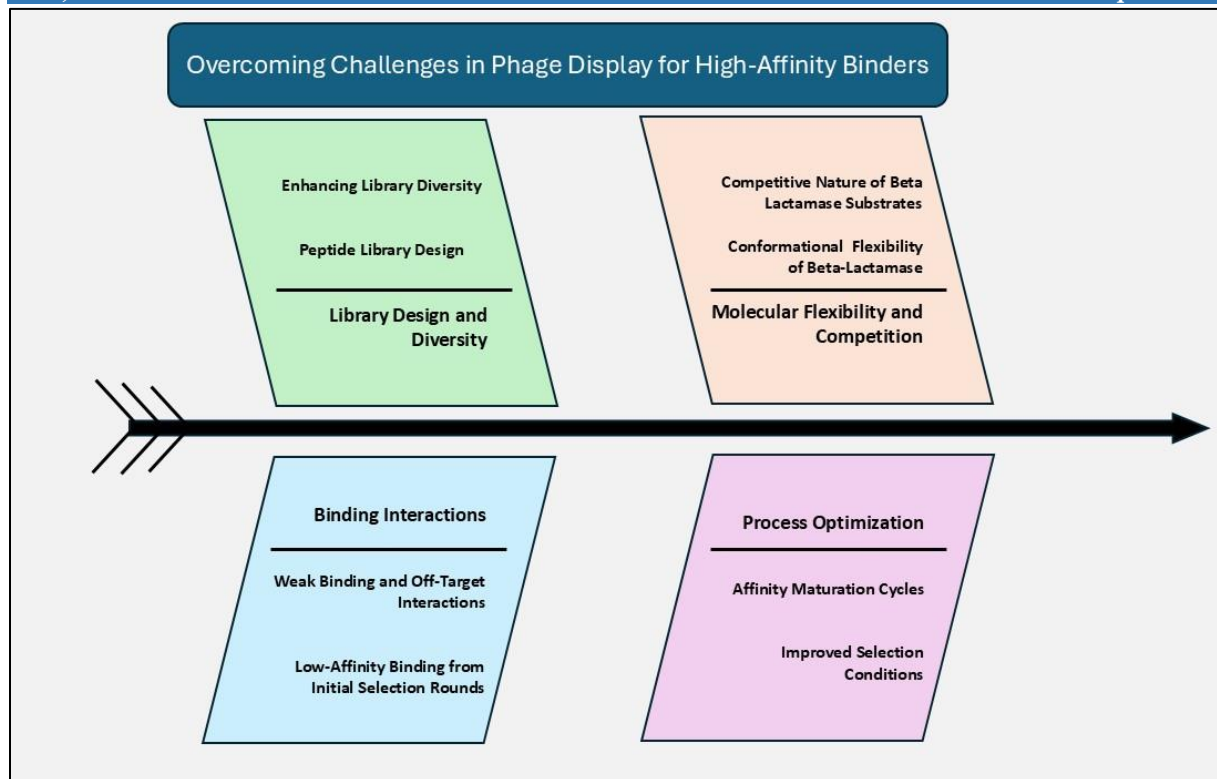 Overcoming Challenges in Phage Display for High-Affinity Binders
Enhancing Library Diversity
Peptide Library Design
Library Design and
Diversity
Competitive Nature of Beta
Lactamase Substrates
Conformational Flexibility
of Beta-Lactamase
Molecular Flexibility and
Competition
Binding Interactions
Weak Binding and Off-Target
Interactions
Low-Affinity Binding from
Initial Selection Rounds
Process Optimization
Affinity Maturation Cycles
Improved Selection
Conditions